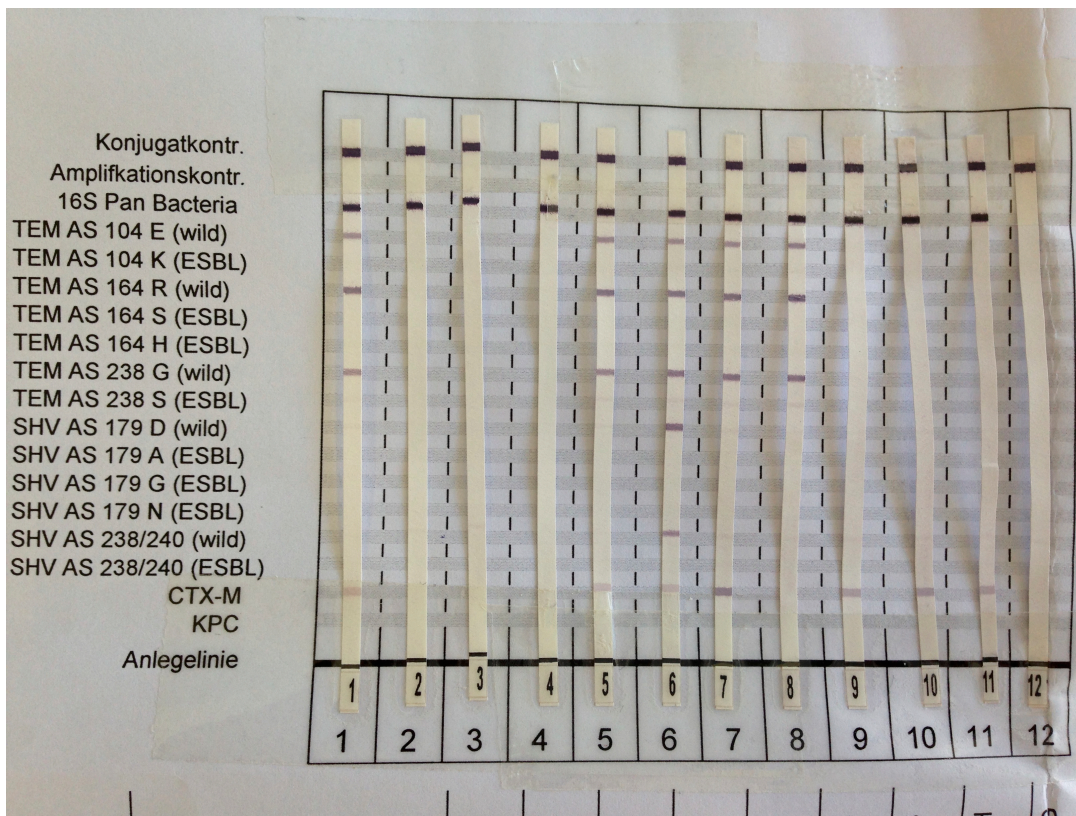 Konjugatkontr.
Amplifkationskontr.
16S Pan Bacteria
TEM AS 104 E (wild)
TEM AS 104 K (ESBL)
TEM AS 164 R (wild)
TEM AS 164 S (ESBL)
TEM AS 164 H (ESBL)
TEM AS 238 G (wild)
TEM AS 238 S (ESBL)
SHV AS 179 D (wild)
SHV AS 179 A (ESBL)
SHV AS 179 G (ESBL)
SHV AS 179 N (ESBL)
SHV AS 238/240 (wild)
SHV AS 238/240 (ESBL)
CTX-M
KPC
Anlegelinie
1 2 3 4 5 6 7 8 9 10 11 12
1 2 3 4 5 6 7 8 9 10 11 12